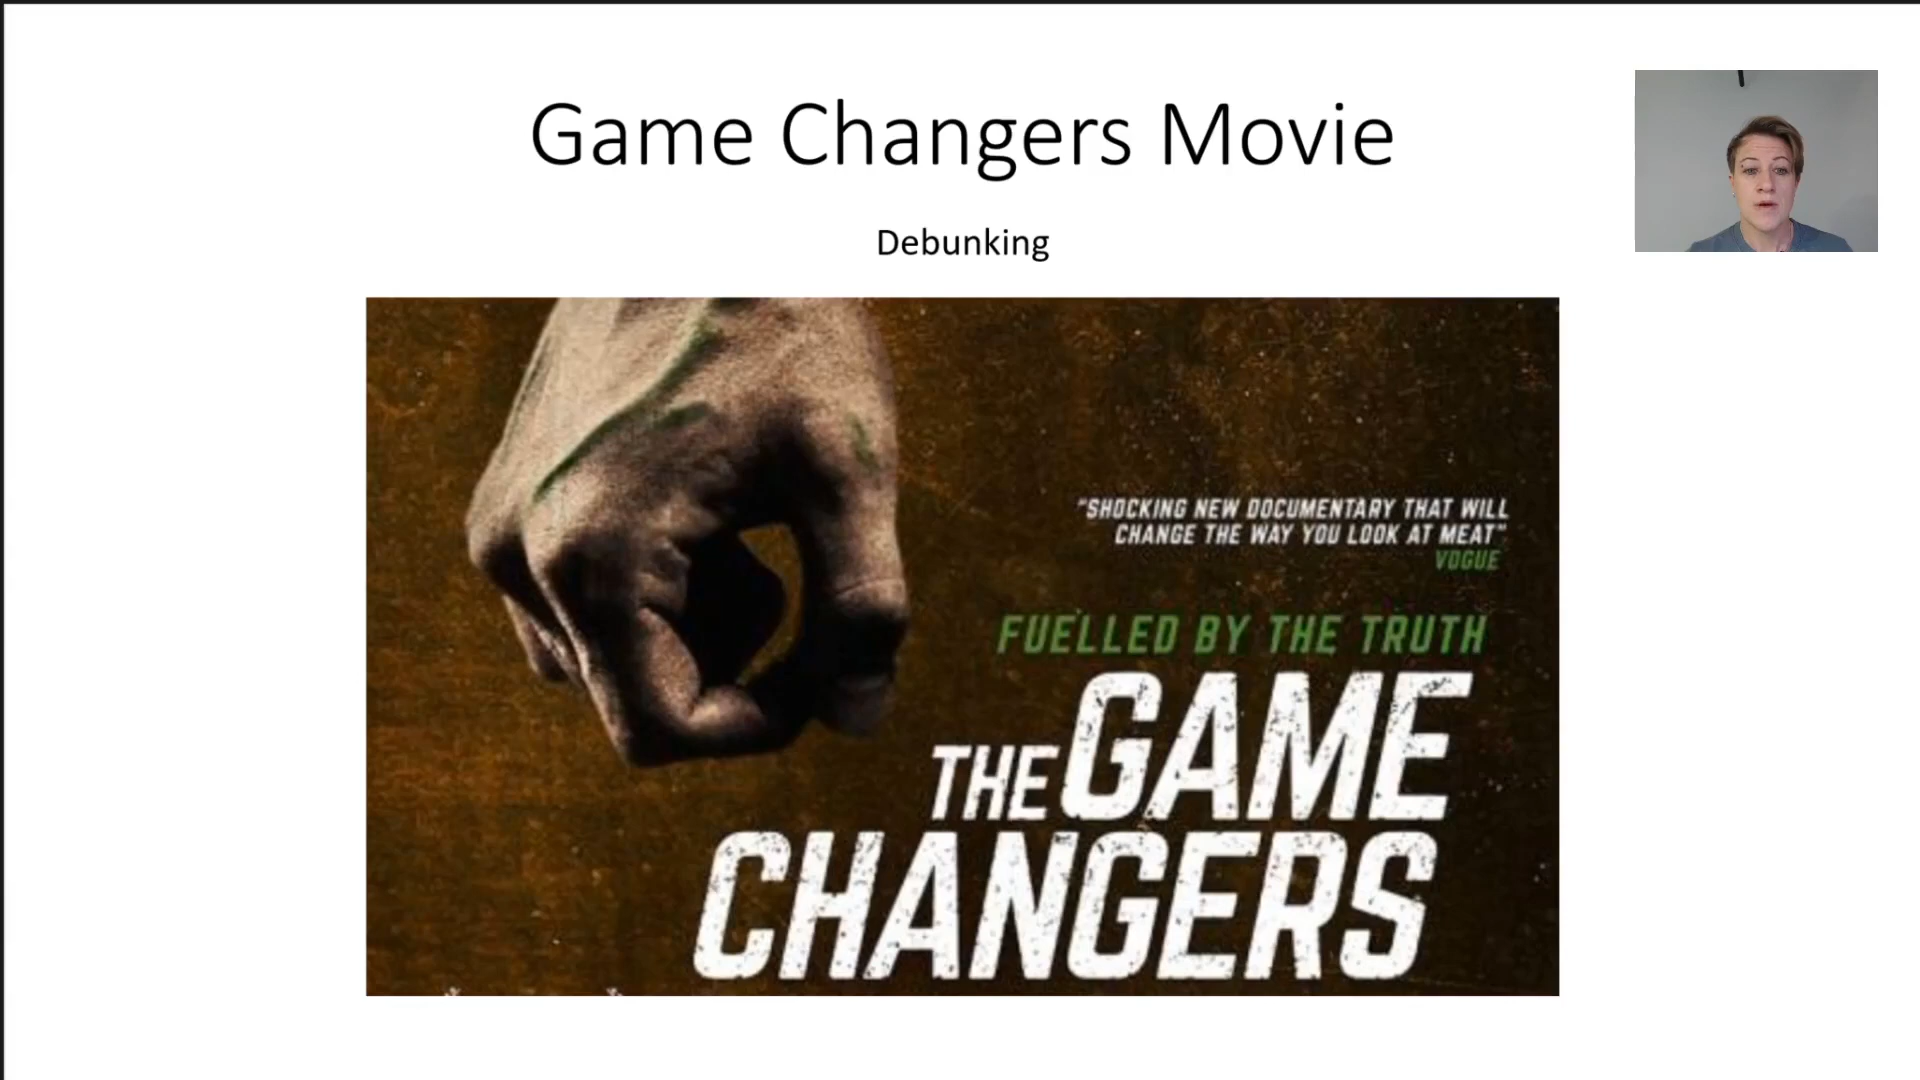 Game Changers Movie
Debunking
"SHOCKING NEW DOCUMENTARY THAT WILL
CHANGE THE WAY YOU LOOK AT MEAT"
VOGUE
FUELLED BY THE TRUTH
THE GAME
CHANGERS